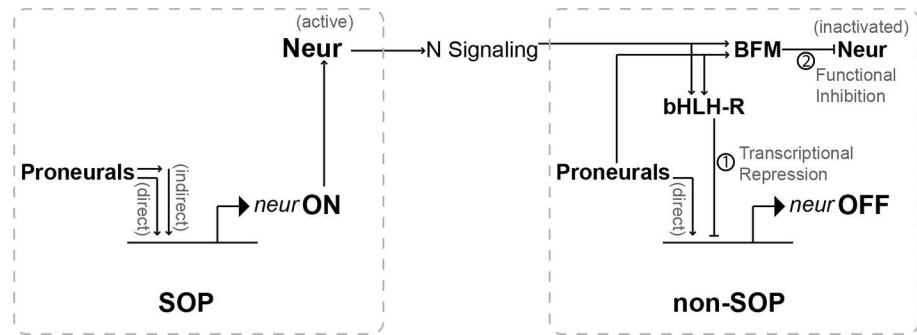 (active)
Neur
N Signaling
Proneurals
(direct)
(indirect)
neur ON
SOP
(inactivated)
BFM
Neur
② Functional
Inhibition
bHLH-R
① Transcriptional
Repression
Proneurals
(direct)
neur OFF
non-SOP